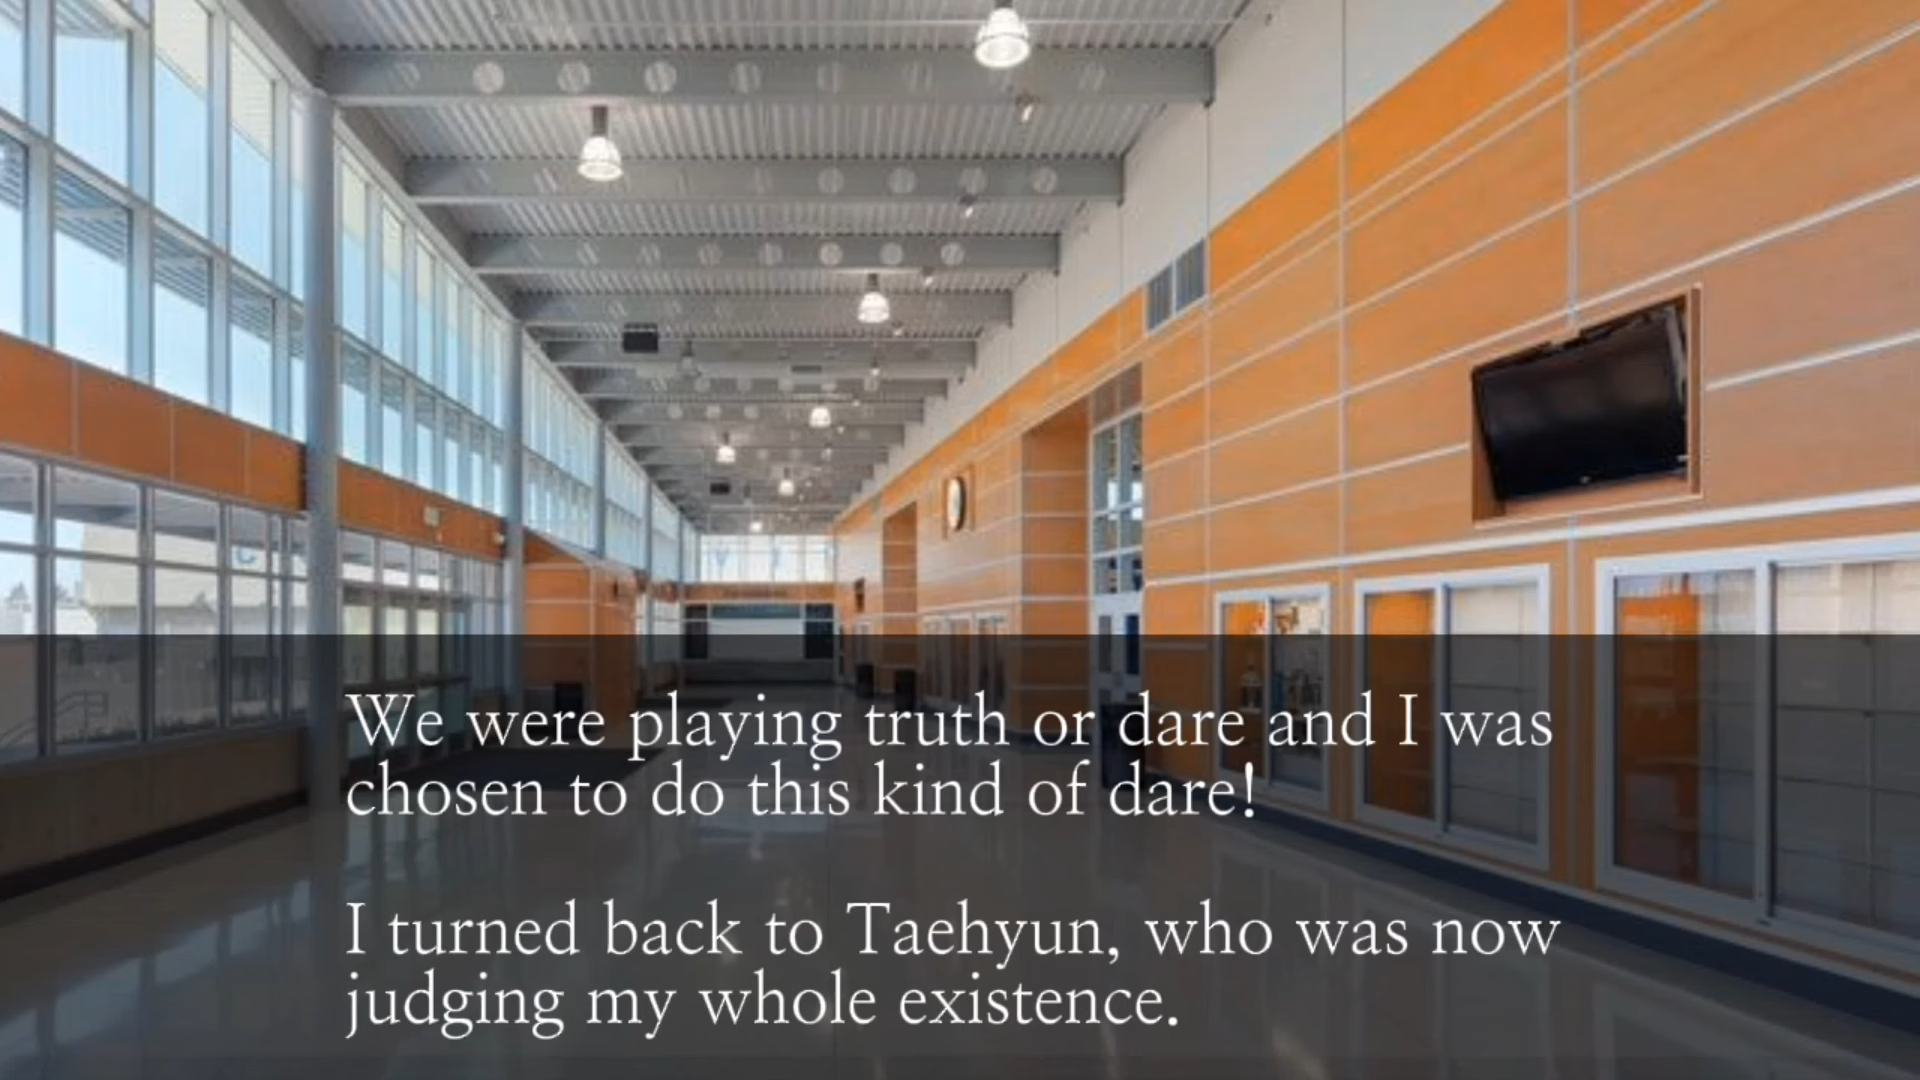 We were playing truth or dare and I was
chosen to do this kind of dare!
I turned back to Taehyun, who was now
judging my whole existence.